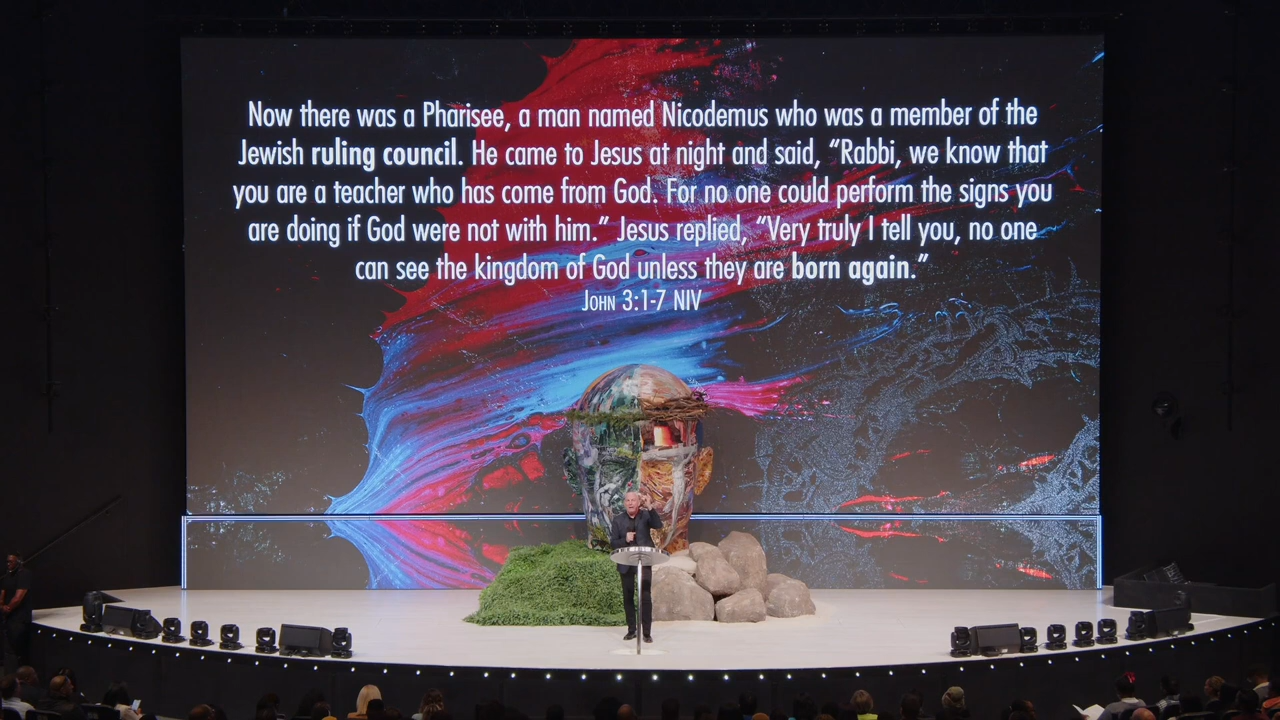 Now there was a Pharisee, a man named Nicodemus who was a member of the
Jewish ruling council. He came to Jesus at night and said, “Rabbi, we know that
you are a teacher who has come from God. For no one could perform the signs you
are doing if God were not with him.” Jesus replied, “Very truly I tell you, no one
can see the kingdom of God unless they are born again.”
John 3:1-7 NIV